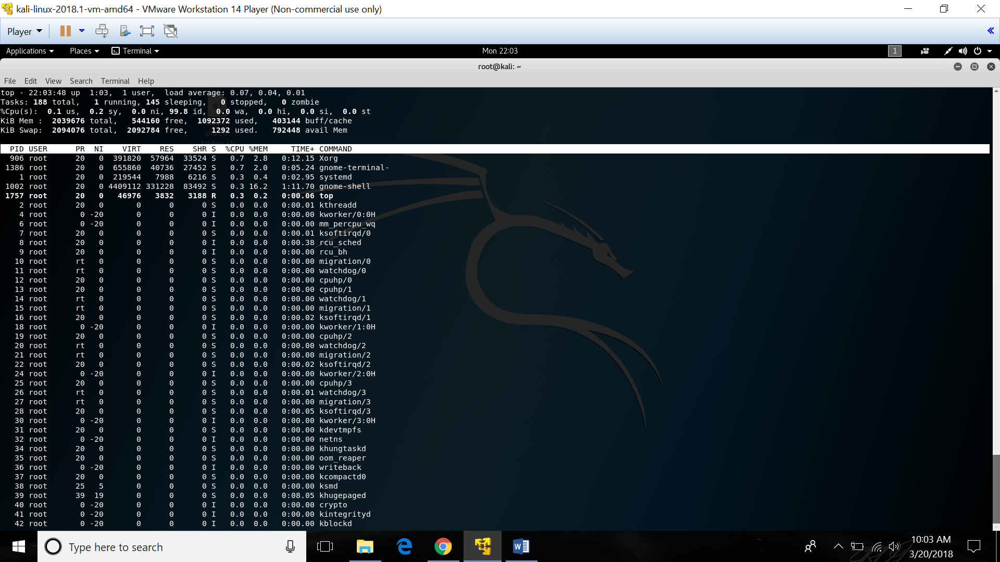 kali-linux-2018.1-vm-amd64 - VMware Workstation 14 Player (Non-commercial use only)
Player
Applications Places Terminal Mon 22:03 1
root@kali: ~
File Edit View Search Terminal Help
top - 22:03:48 up  1:03,  1 user,  load average: 0.07, 0.04, 0.01
Tasks: 188 total,   1 running, 145 sleeping,   0 stopped,   0 zombie
%Cpu(s):  0.1 us,  0.2 sy,  0.0 ni, 99.8 id,  0.0 wa,  0.0 hi,  0.0 si,  0.0 st
KiB Mem :  2039676 total,   544160 free,  1092372 used,   403144 buff/cache
KiB Swap:  2094076 total,  2092784 free,     1292 used.   792448 avail Mem
shared-
folders.sh
PID USER PR NI VIRT RES SHR S %CPU %MEM TIME+ COMMAND
906 root 20 0 391820 57964 33524 S 0.7 2.8 0:12.15 Xorg
1386 root 20 0 655860 40736 27452 S 0.7 2.0 0:05.24 gnome-terminal-
1 root 20 0 219544 7988 6216 S 0.3 0.4 0:02.95 systemd
1002 root 20 0 4409112 331228 83492 S 0.3 16.2 1:11.70 gnome-shell
1757 root 20 0 46976 3832 3188 R 0.3 0.2 0:00.06 top
2 root 20 0 0 0 0 S 0.0 0.0 0:00.01 kthreadd
4 root 0 -20 0 0 0 I 0.0 0.0 0:00.00 kworker/0:0H
6 root 0 -20 0 0 0 I 0.0 0.0 0:00.00 mm_percpu_wq
7 root 20 0 0 0 0 S 0.0 0.0 0:00.01 ksoftirqd/0
8 root 20 0 0 0 0 I 0.0 0.0 0:00.38 rcu_sched
9 root 20 0 0 0 0 I 0.0 0.0 0:00.00 rcu_bh
10 root rt 0 0 0 0 S 0.0 0.0 0:00.00 migration/0
11 root rt 0 0 0 0 S 0.0 0.0 0:00.00 watchdog/0
12 root 20 0 0 0 0 S 0.0 0.0 0:00.00 cpuhp/0
13 root 20 0 0 0 0 S 0.0 0.0 0:00.00 cpuhp/1
14 root rt 0 0 0 0 S 0.0 0.0 0:00.00 watchdog/1
15 root rt 0 0 0 0 S 0.0 0.0 0:00.00 migration/1
16 root 20 0 0 0 0 S 0.0 0.0 0:00.02 ksoftirqd/1
18 root 0 -20 0 0 0 I 0.0 0.0 0:00.00 kworker/1:0H
19 root 20 0 0 0 0 S 0.0 0.0 0:00.00 cpuhp/2
20 root rt 0 0 0 0 S 0.0 0.0 0:00.00 watchdog/2
21 root rt 0 0 0 0 S 0.0 0.0 0:00.00 migration/2
22 root 20 0 0 0 0 S 0.0 0.0 0:00.02 ksoftirqd/2
24 root 0 -20 0 0 0 I 0.0 0.0 0:00.00 kworker/2:0H
25 root 20 0 0 0 0 S 0.0 0.0 0:00.00 cpuhp/3
26 root rt 0 0 0 0 S 0.0 0.0 0:00.01 watchdog/3
27 root rt 0 0 0 0 S 0.0 0.0 0:00.00 migration/3
28 root 20 0 0 0 0 S 0.0 0.0 0:00.05 ksoftirqd/3
30 root 0 -20 0 0 0 I 0.0 0.0 0:00.00 kworker/3:0H
31 root 20 0 0 0 0 S 0.0 0.0 0:00.00 kdevtmpfs
32 root 0 -20 0 0 0 I 0.0 0.0 0:00.00 netns
34 root 20 0 0 0 0 S 0.0 0.0 0:00.00 khungtaskd
35 root 20 0 0 0 0 S 0.0 0.0 0:00.00 oom_reaper
36 root 0 -20 0 0 0 I 0.0 0.0 0:00.00 writeback
37 root 20 0 0 0 0 S 0.0 0.0 0:00.00 kcompactd0
38 root 25 5 0 0 0 S 0.0 0.0 0:00.00 ksmd
39 root 39 19 0 0 0 S 0.0 0.0 0:08.05 khugepaged
40 root 0 -20 0 0 0 I 0.0 0.0 0:00.00 crypto
41 root 0 -20 0 0 0 I 0.0 0.0 0:00.00 kintegrityd
42 root 0 -20 0 0 0 I 0.0 0.0 0:00.00 kblockd
Type here to search
10:03 AM
3/20/2018